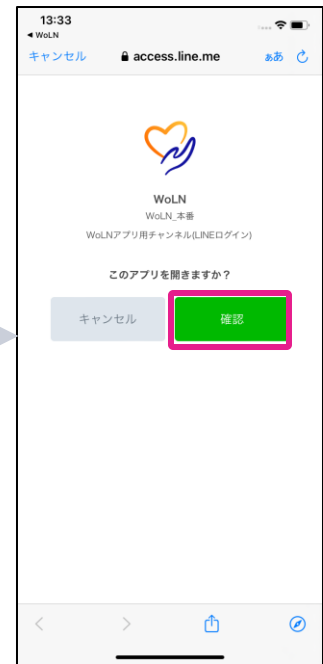 13:33
◀ WoLN
キャンセル access.line.me ぁあ
WoLN
WoLN_本番
WoLNアプリ用チャンネル(LINEログイン)
このアプリを開きますか？
キャンセル 確認